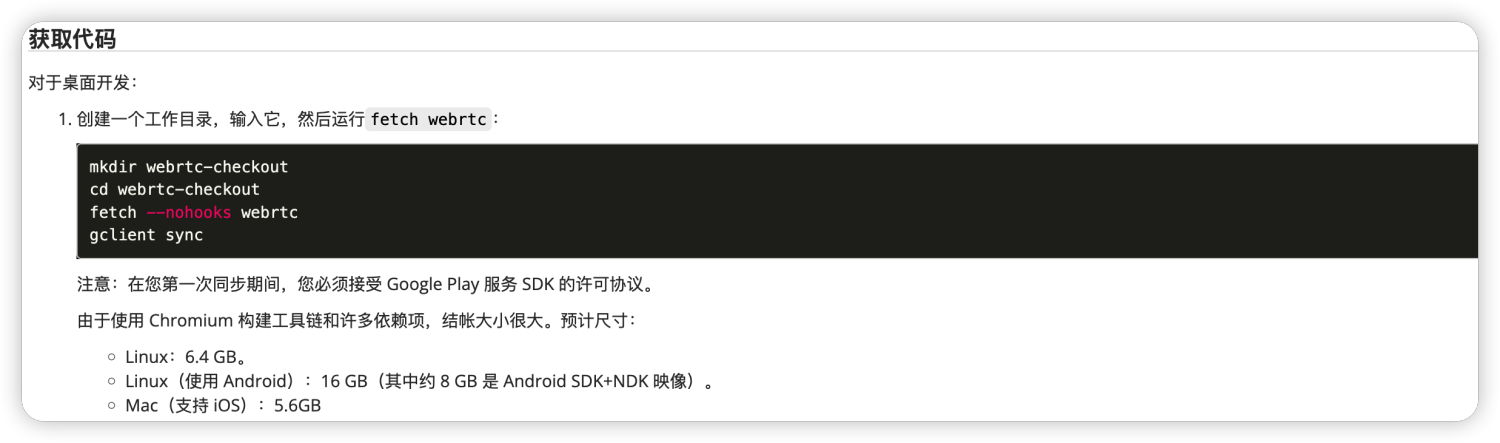 获取代码
对于桌面开发：
1. 创建一个工作目录，输入它，然后运行fetch webrtc：
mkdir webrtc-checkout
cd webrtc-checkout
fetch --nohooks webrtc
gclient sync
注意：在您第一次同步期间，您必须接受 Google Play 服务 SDK 的许可协议。
由于使用 Chromium 构建工具链和许多依赖项，结帐大小很大。预计尺寸：
○ Linux：6.4 GB。
○ Linux（使用 Android）：16 GB（其中约 8 GB 是 Android SDK+NDK 映像）。
○ Mac（支持 iOS）：5.6GB